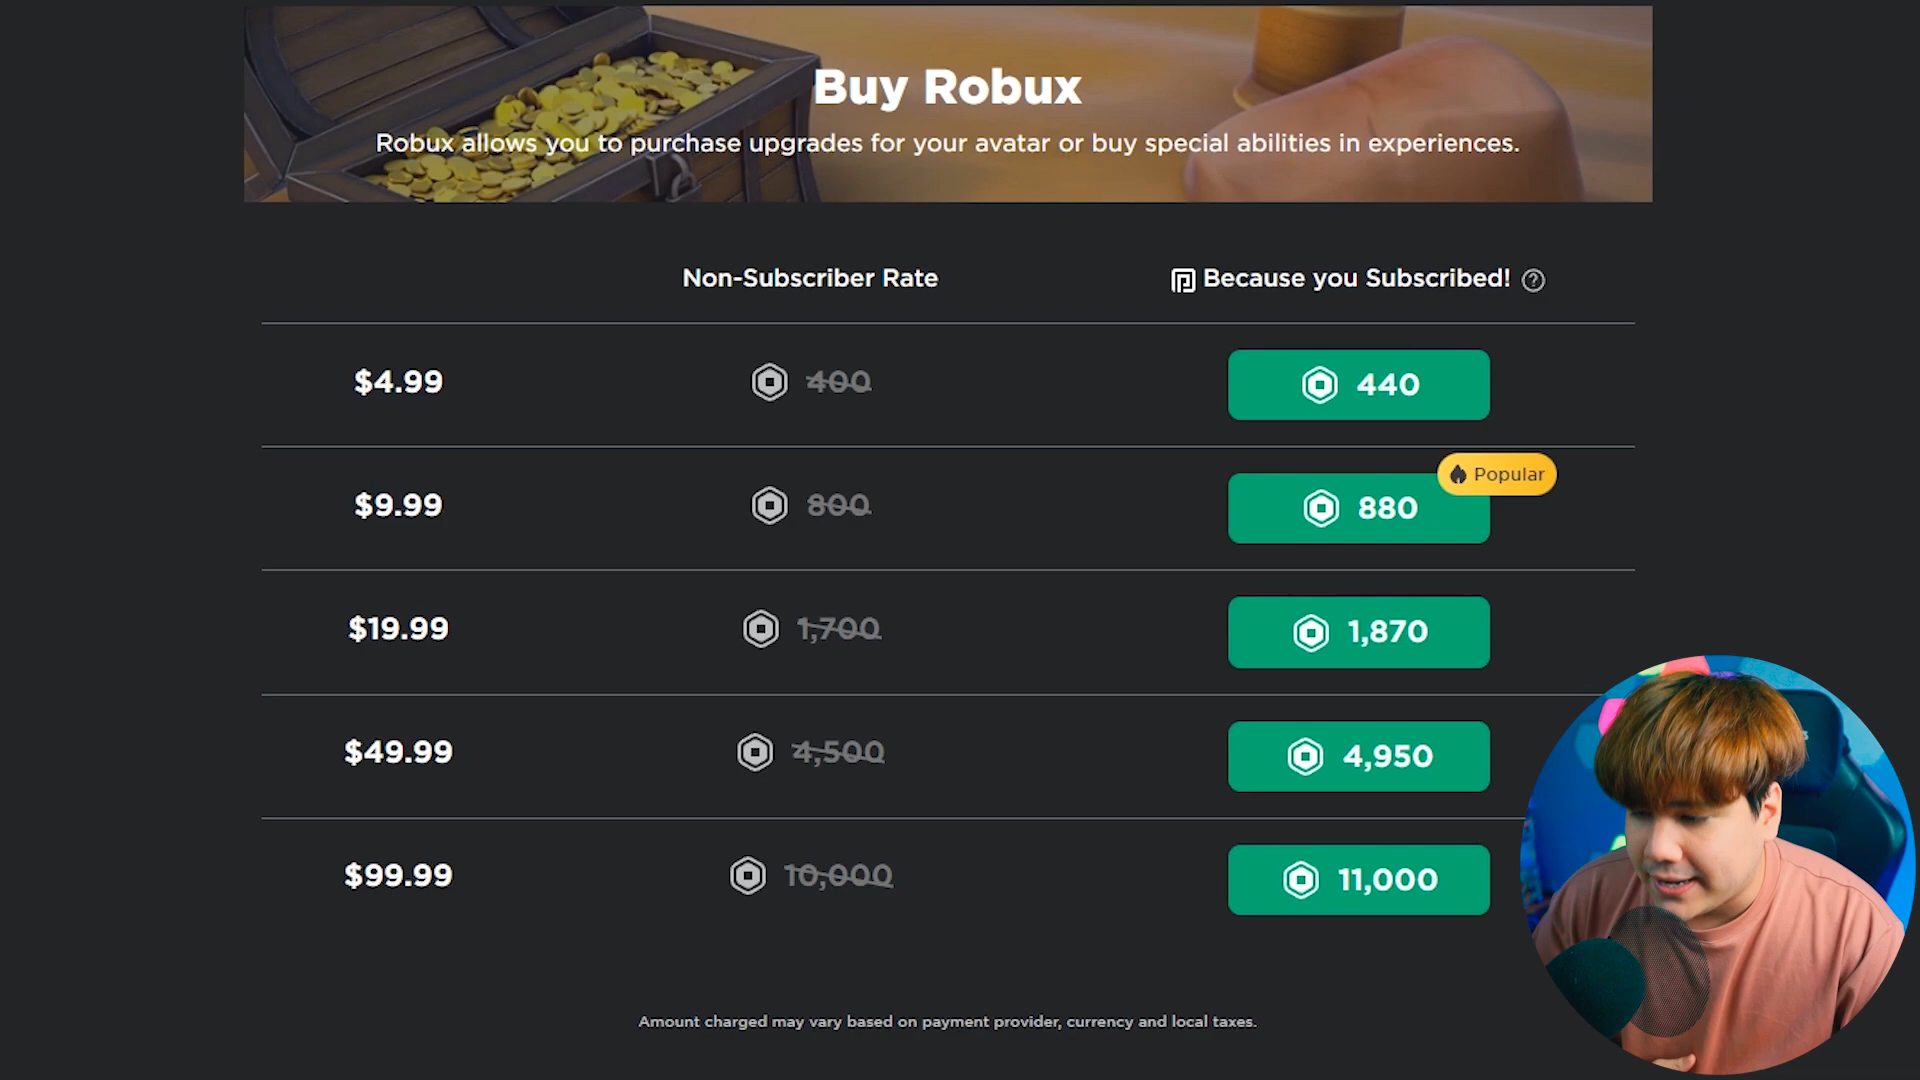 Buy Robux
Robux allows you to purchase upgrades for your avatar or buy special abilities in experiences.
Non-Subscriber Rate Because you Subscribed! ?
$4.99 400 440
Popular
$9.99 800 880
$19.99 1,700 1,870
$49.99 4,500 4,950
$99.99 10,000 11,000
Amount charged may vary based on payment provider, currency and local taxes.